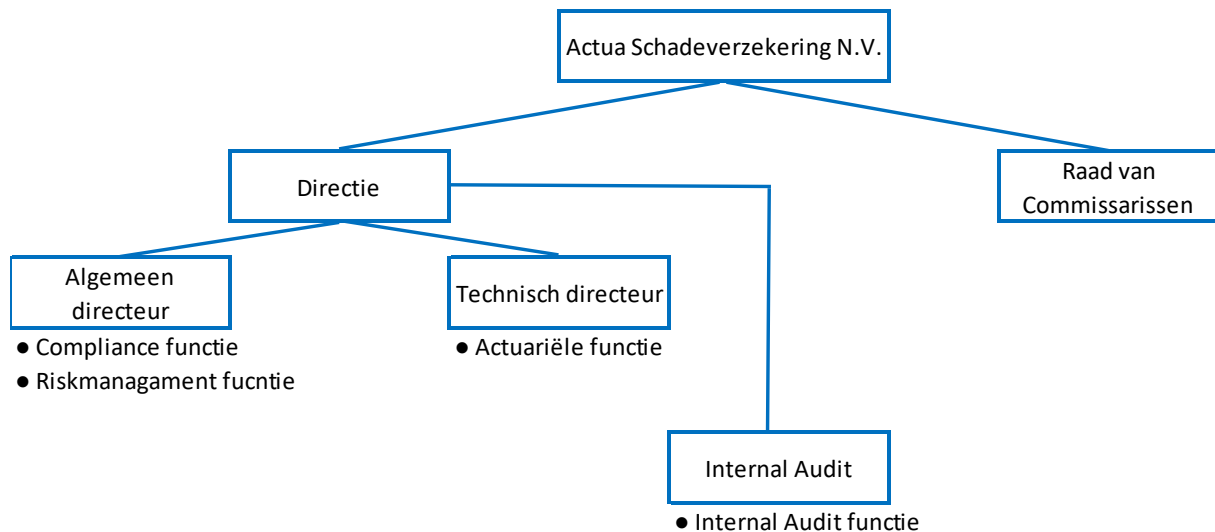 Actua Schadeverzekering N.V.
Directie
Raad van
Commissarissen
Algemeen
directeur
Technisch directeur
● Compliance functie
● Actuariële functie
● Riskmanagament fucntie
Internal Audit
● Internal Audit functie